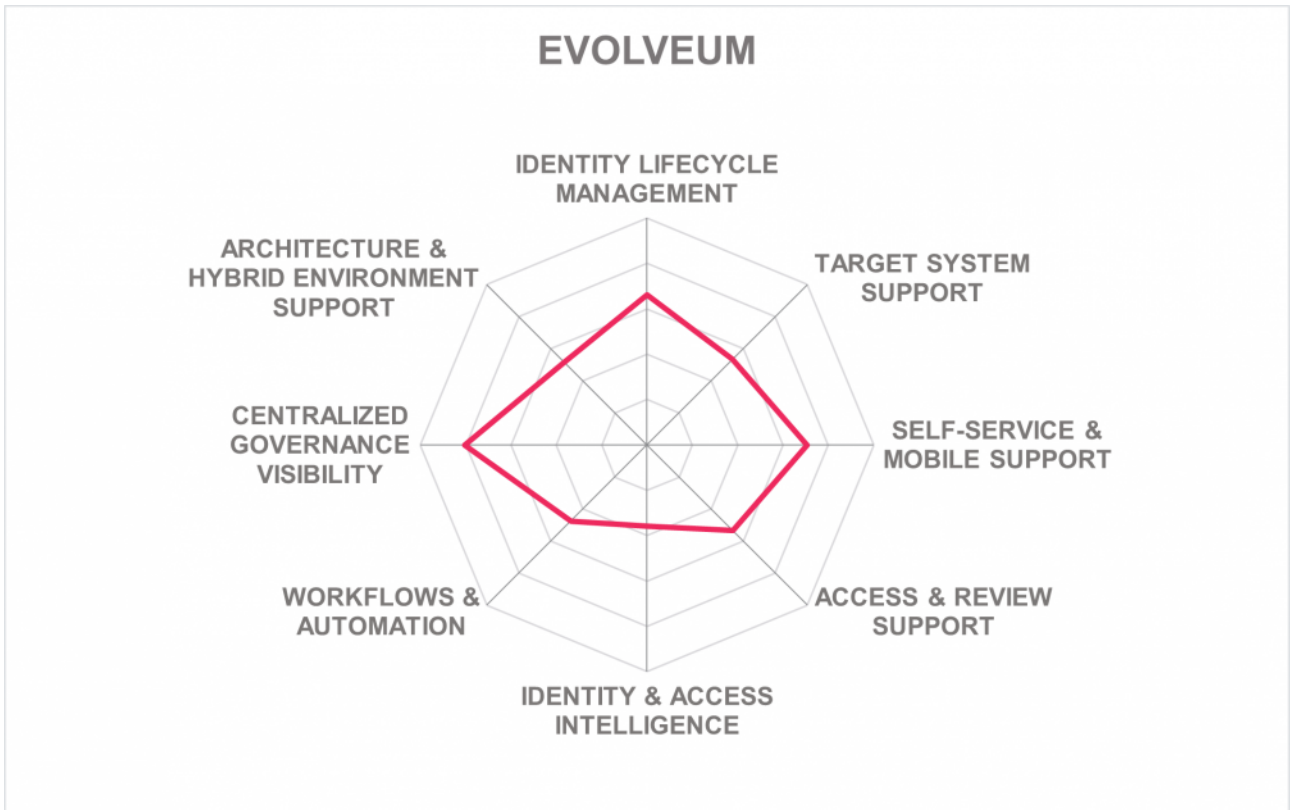 EVOLVEUM
IDENTITY LIFECYCLE
MANAGEMENT
TARGET SYSTEM
SUPPORT
SELF-SERVICE &
MOBILE SUPPORT
ACCESS & REVIEW
SUPPORT
IDENTITY & ACCESS
INTELLIGENCE
WORKFLOWS &
AUTOMATION
CENTRALIZED
GOVERNANCE
VISIBILITY
ARCHITECTURE &
HYBRID ENVIRONMENT
SUPPORT